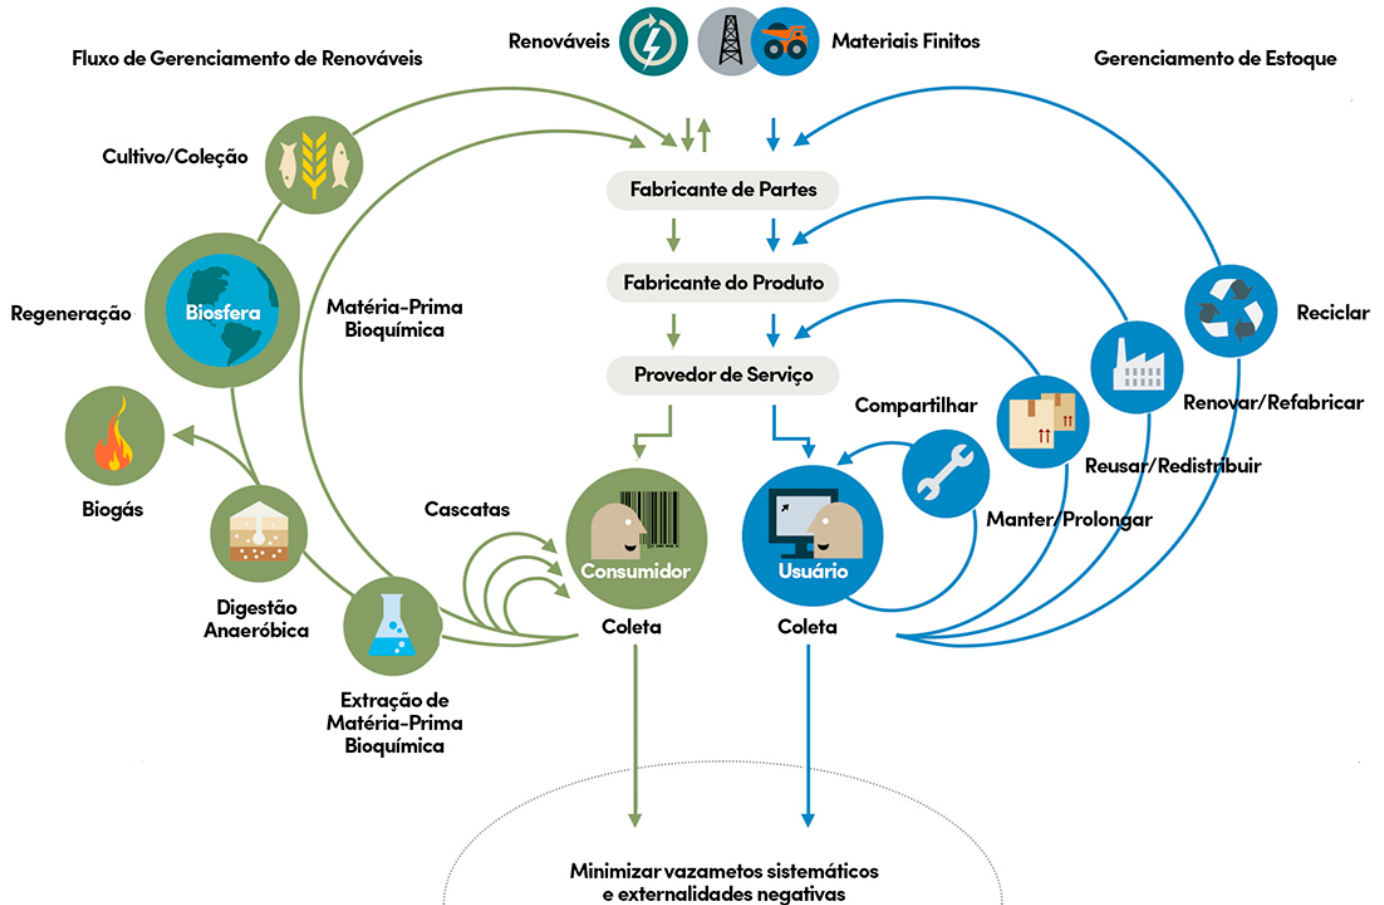 Renováveis
Materiais Finitos
Fluxo de Gerenciamento de Renováveis
Gerenciamento de Estoque
Cultivo/Coleção
Fabricante de Partes
Fabricante do Produto
Regeneração
Biosfera
Matéria-Prima
Bioquímica
Reciclar
Provedor de Serviço
Compartilhar
Renovar/Refabricar
Reusar/Redistribuir
Biogás
Cascatas
Manter/Prolongar
Consumidor
Usuário
Digestão
Anaeróbica
Coleta
Coleta
Extração de
Matéria-Prima
Bioquímica
Minimizar vazametos sistemáticos
e externalidades negativas